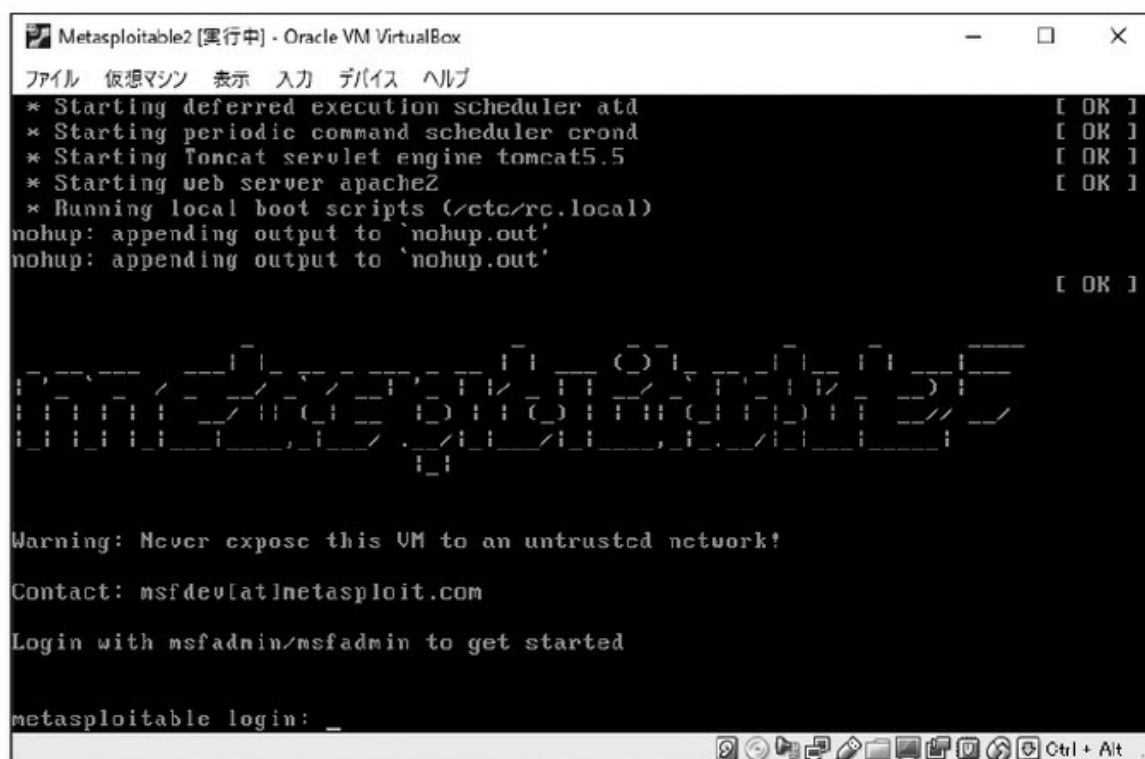 Metasploitable2 [実行中] - Oracle VM VirtualBox
ファイル 仮想マシン 表示 入力 デバイス ヘルプ
* Starting deferred execution scheduler atd [ OK ]
* Starting periodic command scheduler crond [ OK ]
* Starting Tomcat servlet engine tomcat5.5 [ OK ]
* Starting web server apache2 [ OK ]
* Running local boot scripts (/etc/rc.local)
nohup: appending output to `nohup.out'
nohup: appending output to `nohup.out'
[ OK ]
metasploitable2
Warning: Never expose this VM to an untrusted network!
Contact: msfdev[at]metasploit.com
Login with msfadmin/msfadmin to get started
metasploitable login: _
Ctrl + Alt